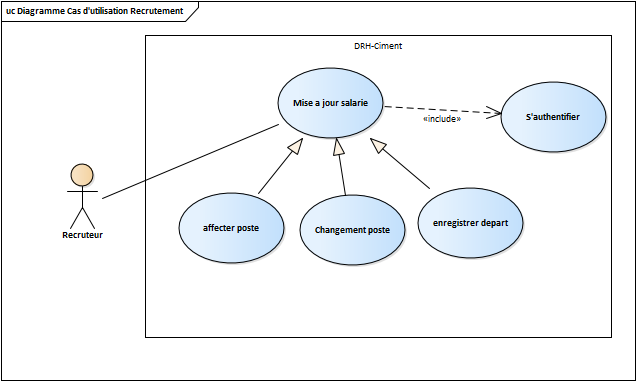 uc Diagramme Cas d'utilisation Recrutement
DRH-Ciment
Mise a jour salarie
S'authentifier
«include»
Recruteur
affecter poste
Changement poste
enregistrer depart